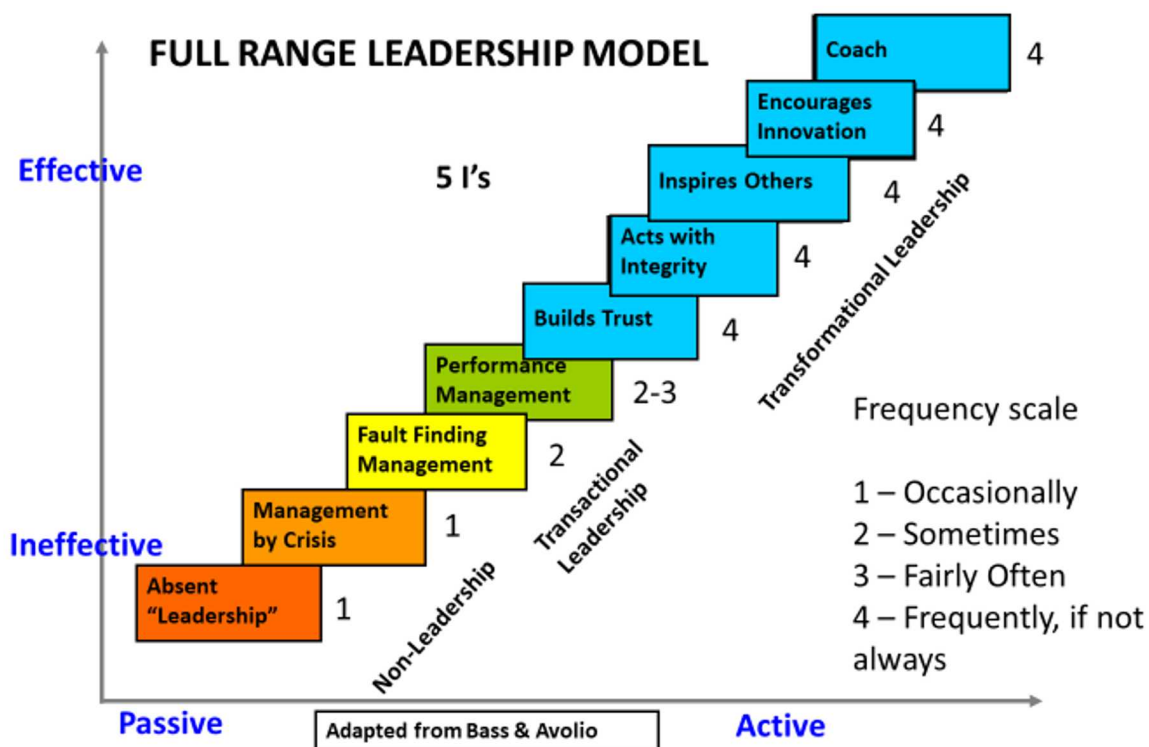 FULL RANGE LEADERSHIP MODEL
Coach
4
Encourages
Innovation
4
Effective
5 I's
Inspires Others
4
Acts with
Integrity
4
Builds Trust
4
Transformational Leadership
Performance
Management
2-3
Fault Finding
Management
2
Transactional
Leadership
Management
by Crisis
1
Ineffective
Absent
“Leadership”
1
Non-Leadership
Frequency scale
1 – Occasionally
2 – Sometimes
3 – Fairly Often
4 – Frequently, if not
always
Passive
Adapted from Bass & Avolio
Active